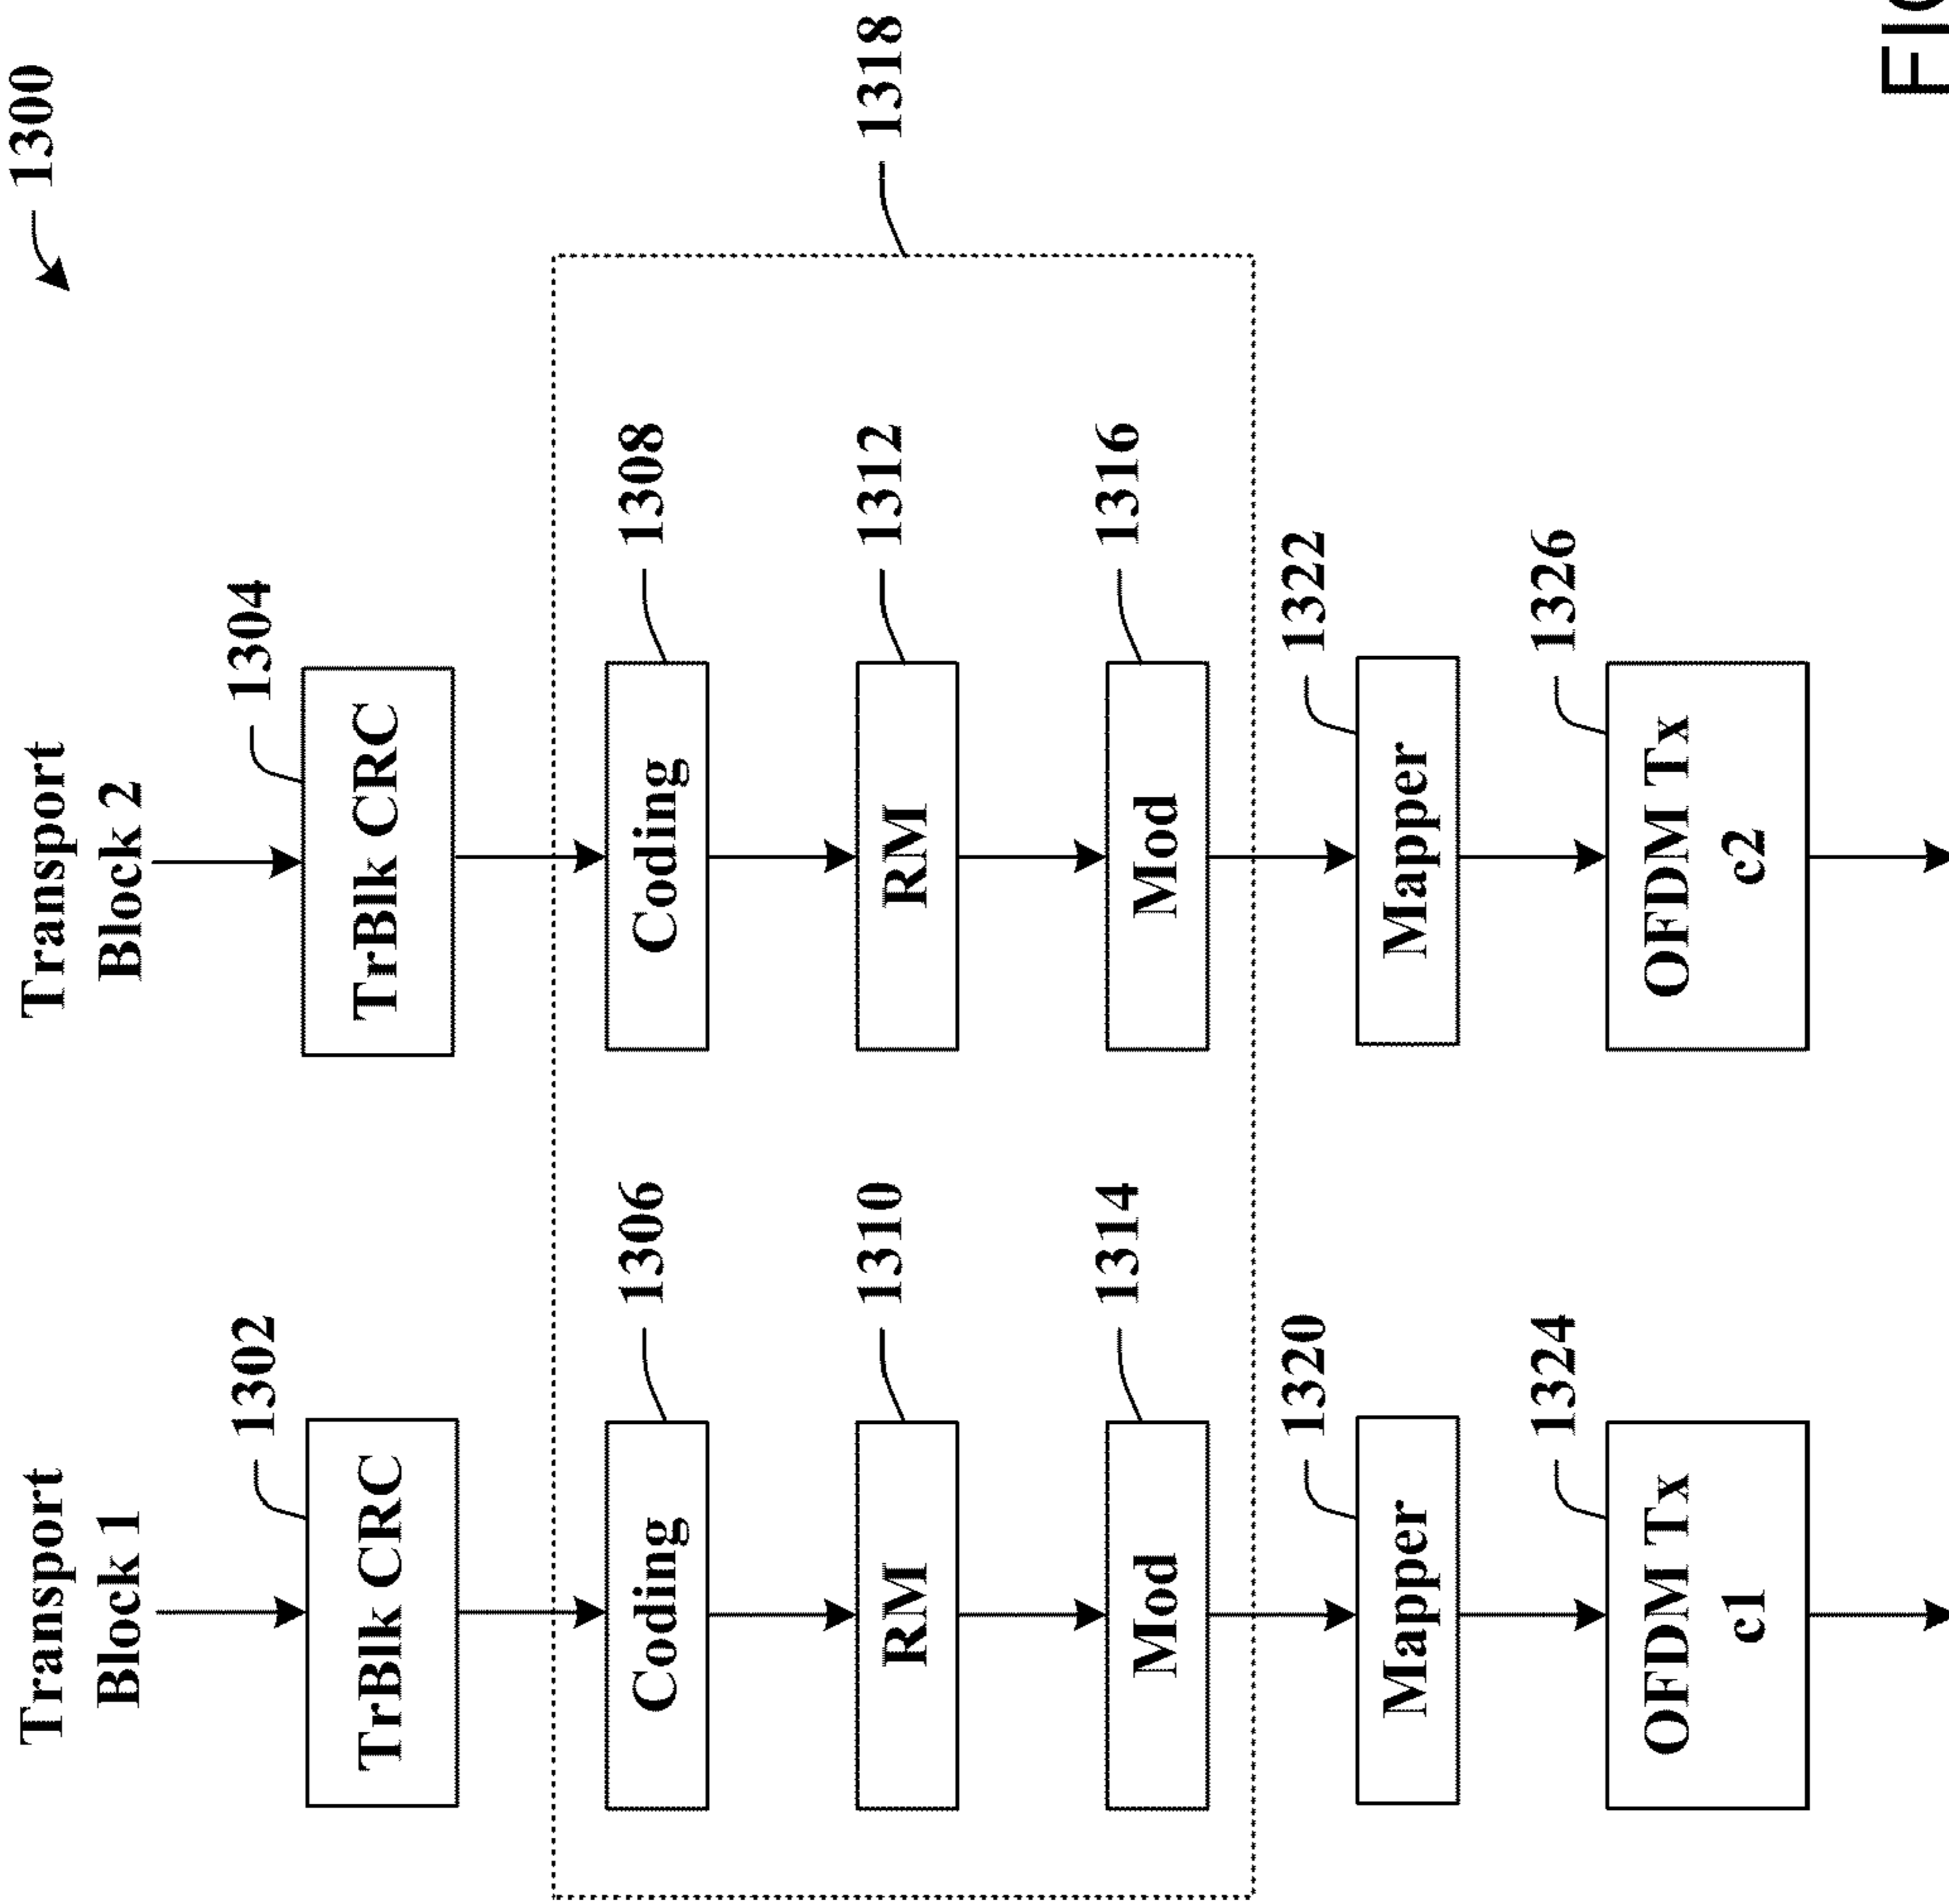 1300
Transport
Block 1
Transport
Block 2
1302
1304
TrBlk CRC
TrBlk CRC
Coding
1306
Coding
1308
RM
1310
RM
1312
1318
Mod
1314
Mod
1316
1320
1322
Mapper
Mapper
1324
1326
OFDM Tx
c1
OFDM Tx
c2